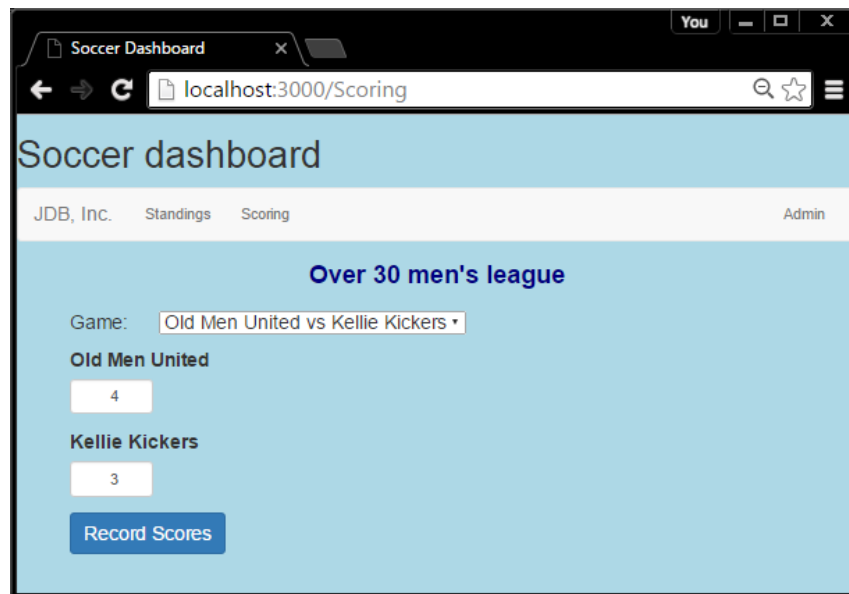 You
Soccer Dashboard
localhost:3000/Scoring
Soccer dashboard
JDB, Inc. Standings Scoring Admin
Over 30 men's league
Game: Old Men United vs Kellie Kickers
Old Men United
4
Kellie Kickers
3
Record Scores